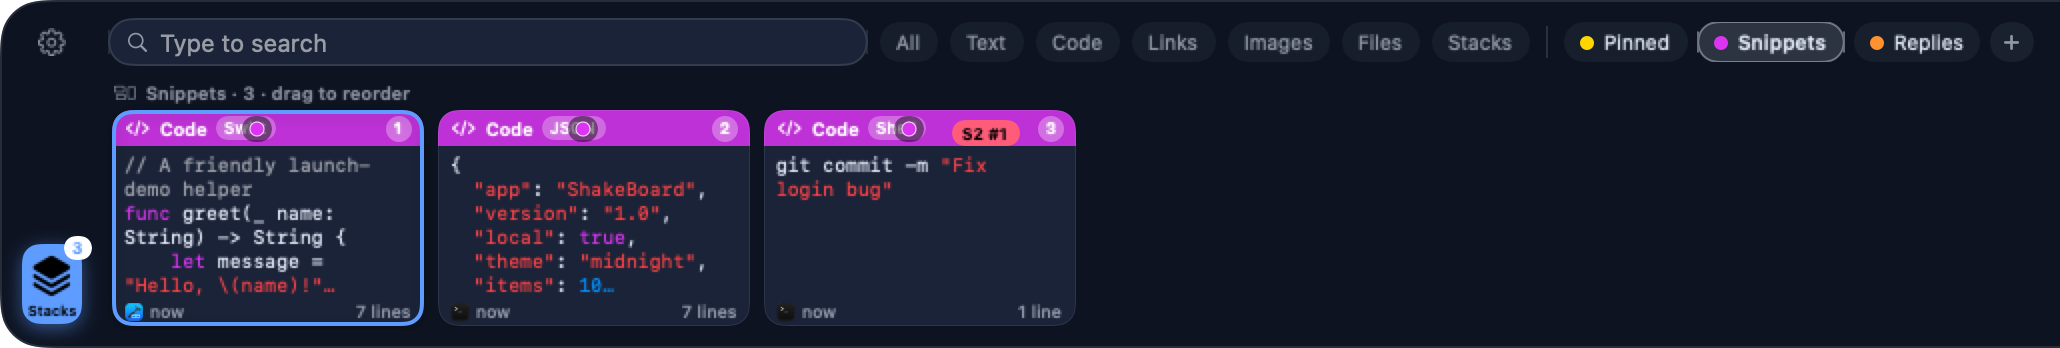 Type to search
All
Text
Code
Links
Images
Files
Stacks
Pinned
Snippets
Replies
+
Snippets · 3 · drag to reorder
</> Code
1
// A friendly launch-
demo helper
func greet(_ name:
String) -> String {
let message =
"Hello, \(name)!"…
now
7 lines
</> Code
2
{
"app": "ShakeBoard",
"version": "1.0",
"local": true,
"theme": "midnight",
"items": 10…
now
7 lines
</> Code
S2 #1
3
git commit -m "Fix
login bug"
now
1 line
3
Stacks